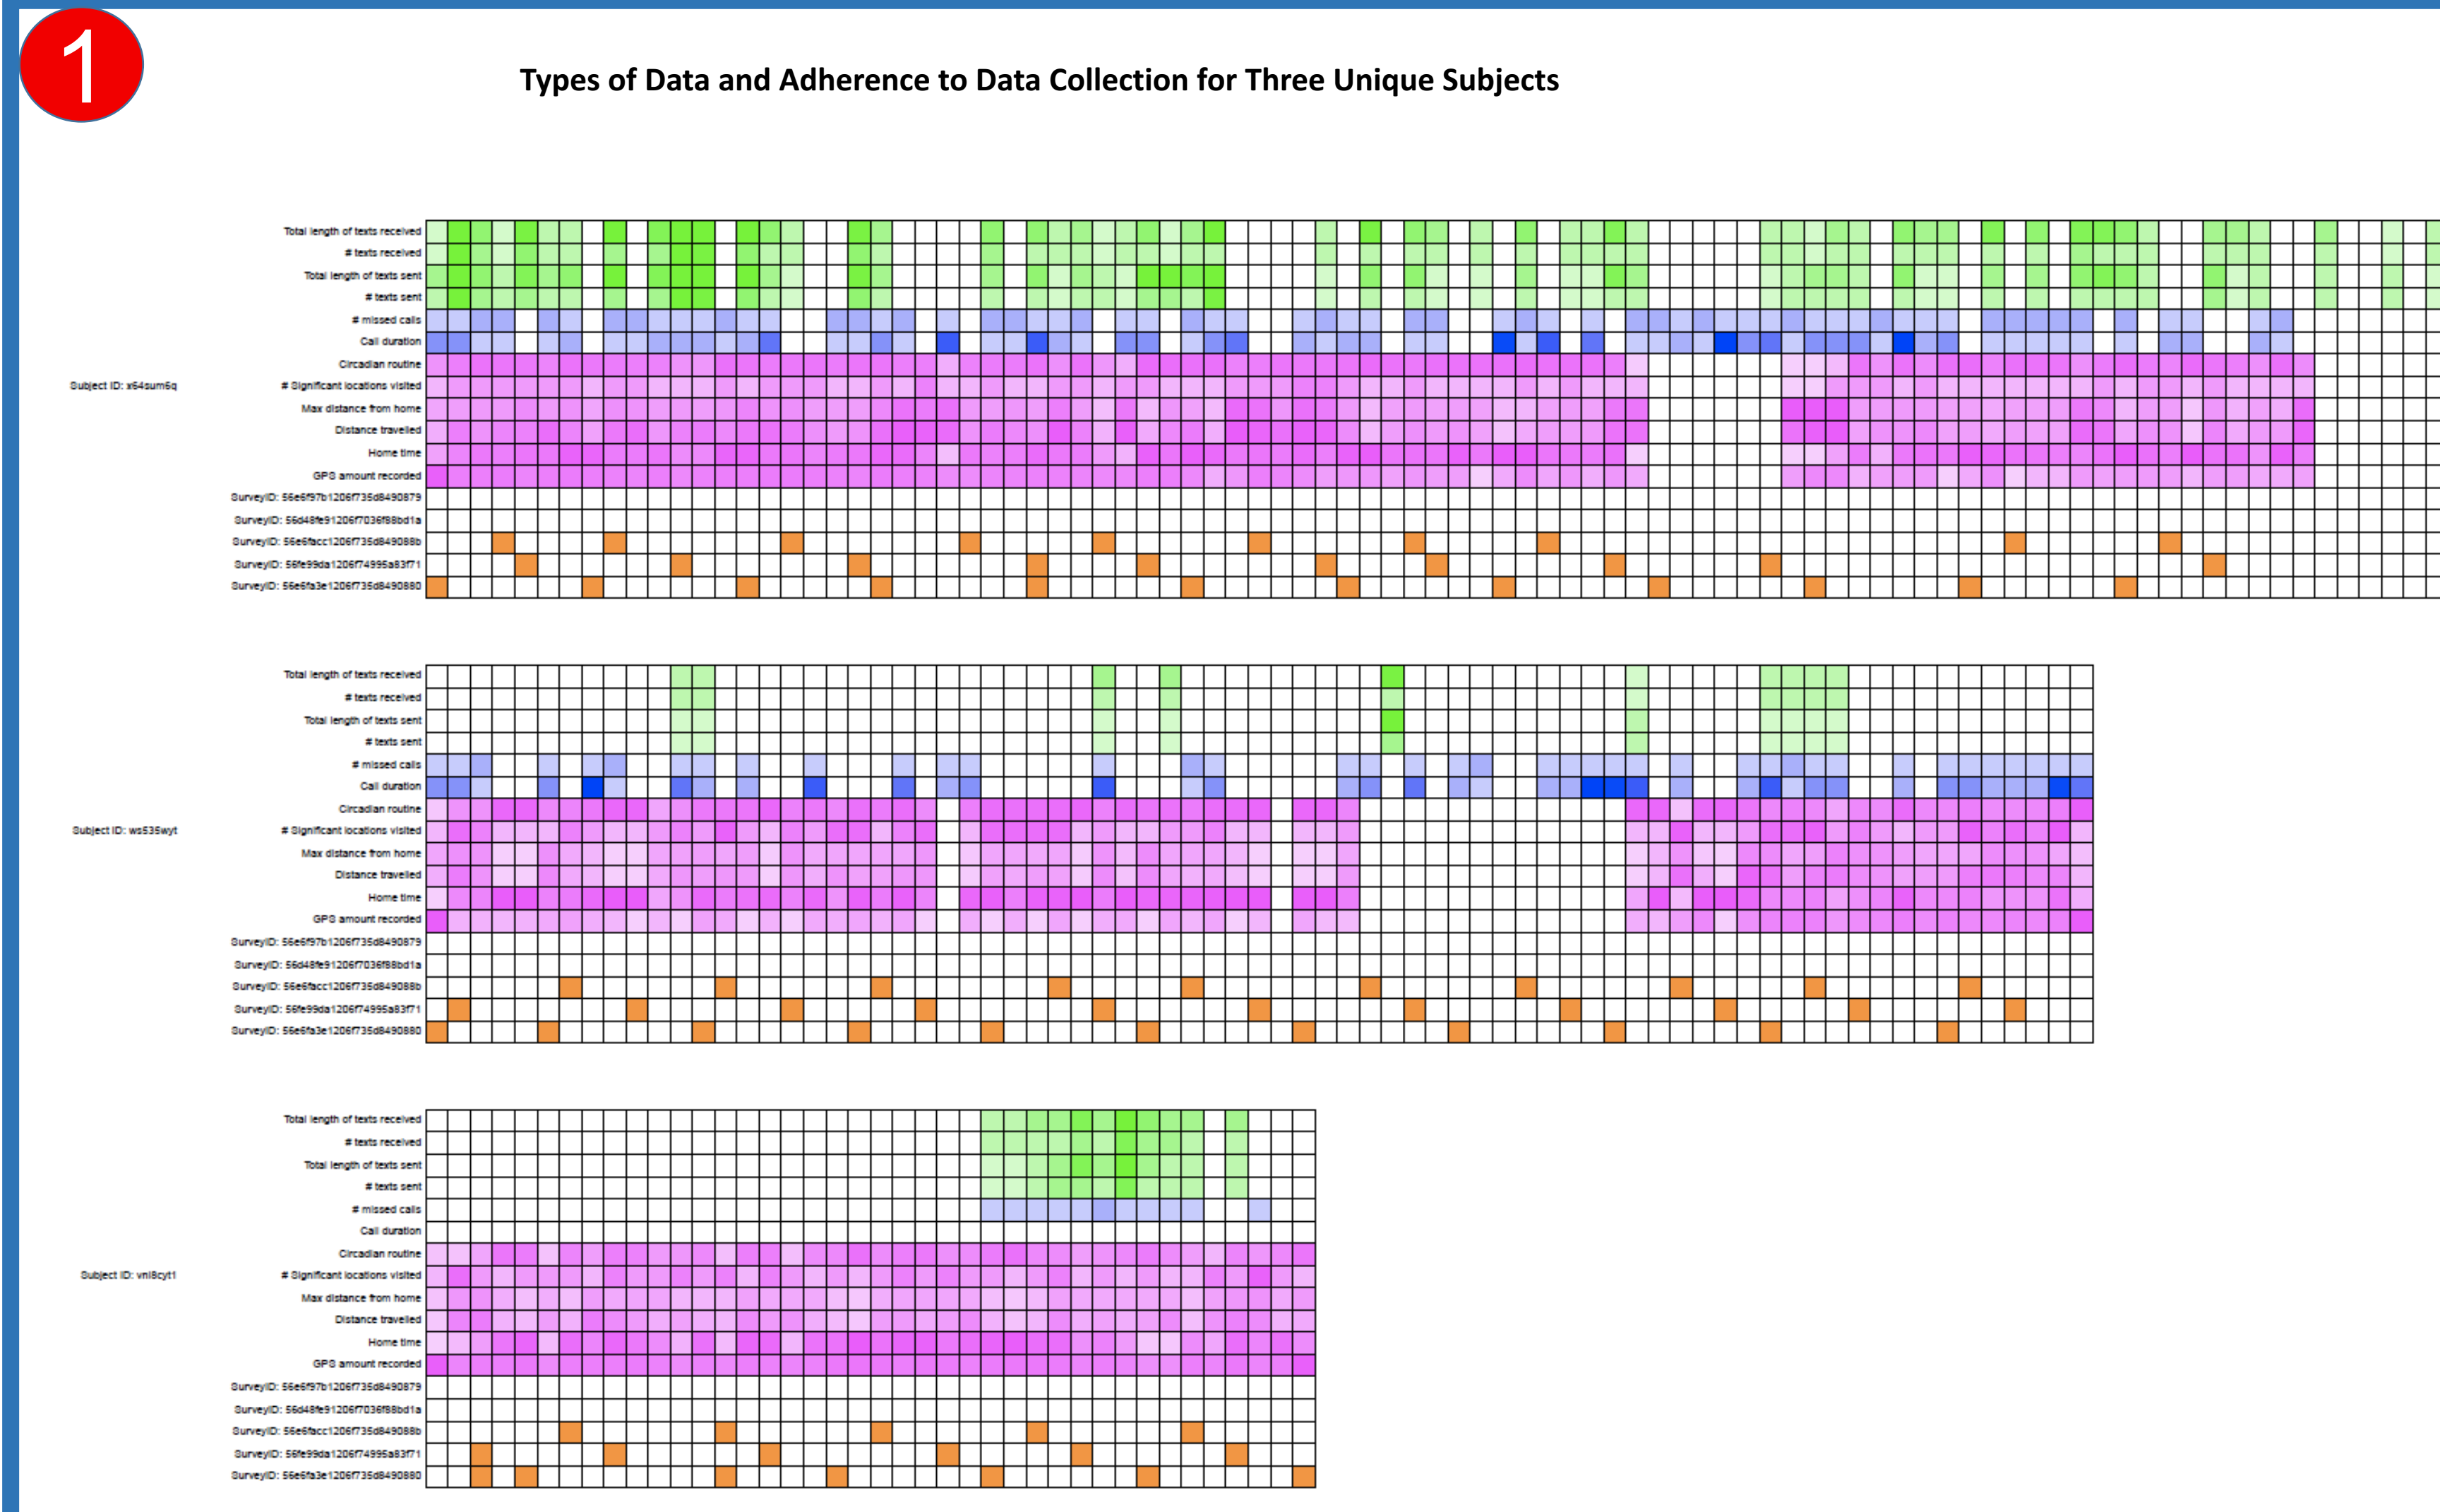 1
Types of Data and Adherence to Data Collection for Three Unique Subjects
Total length of texts received
# texts received
Total length of texts sent
# texts sent
# missed calls
Call duration
Circadian routine
Subject ID: x64sum6q
# Significant locations visited
Max distance from home
Distance travelled
Home time
GPS amount recorded
SurveyID: 56e6f97b1206f735d8490879
SurveyID: 56d48fe91206f7036f88bd1a
SurveyID: 56e6facc1206f735d849088b
SurveyID: 56fe99da1206f74995a83f71
SurveyID: 56e6fa3e1206f735d8490880
Total length of texts received
# texts received
Total length of texts sent
# texts sent
# missed calls
Call duration
Circadian routine
Subject ID: ws535wyt
# Significant locations visited
Max distance from home
Distance travelled
Home time
GPS amount recorded
SurveyID: 56e6f97b1206f735d8490879
SurveyID: 56d48fe91206f7036f88bd1a
SurveyID: 56e6facc1206f735d849088b
SurveyID: 56fe99da1206f74995a83f71
SurveyID: 56e6fa3e1206f735d8490880
Total length of texts received
# texts received
Total length of texts sent
# texts sent
# missed calls
Call duration
Circadian routine
Subject ID: vni8cyt1
# Significant locations visited
Max distance from home
Distance travelled
Home time
GPS amount recorded
SurveyID: 56e6f97b1206f735d8490879
SurveyID: 56d48fe91206f7036f88bd1a
SurveyID: 56e6facc1206f735d849088b
SurveyID: 56fe99da1206f74995a83f71
SurveyID: 56e6fa3e1206f735d8490880